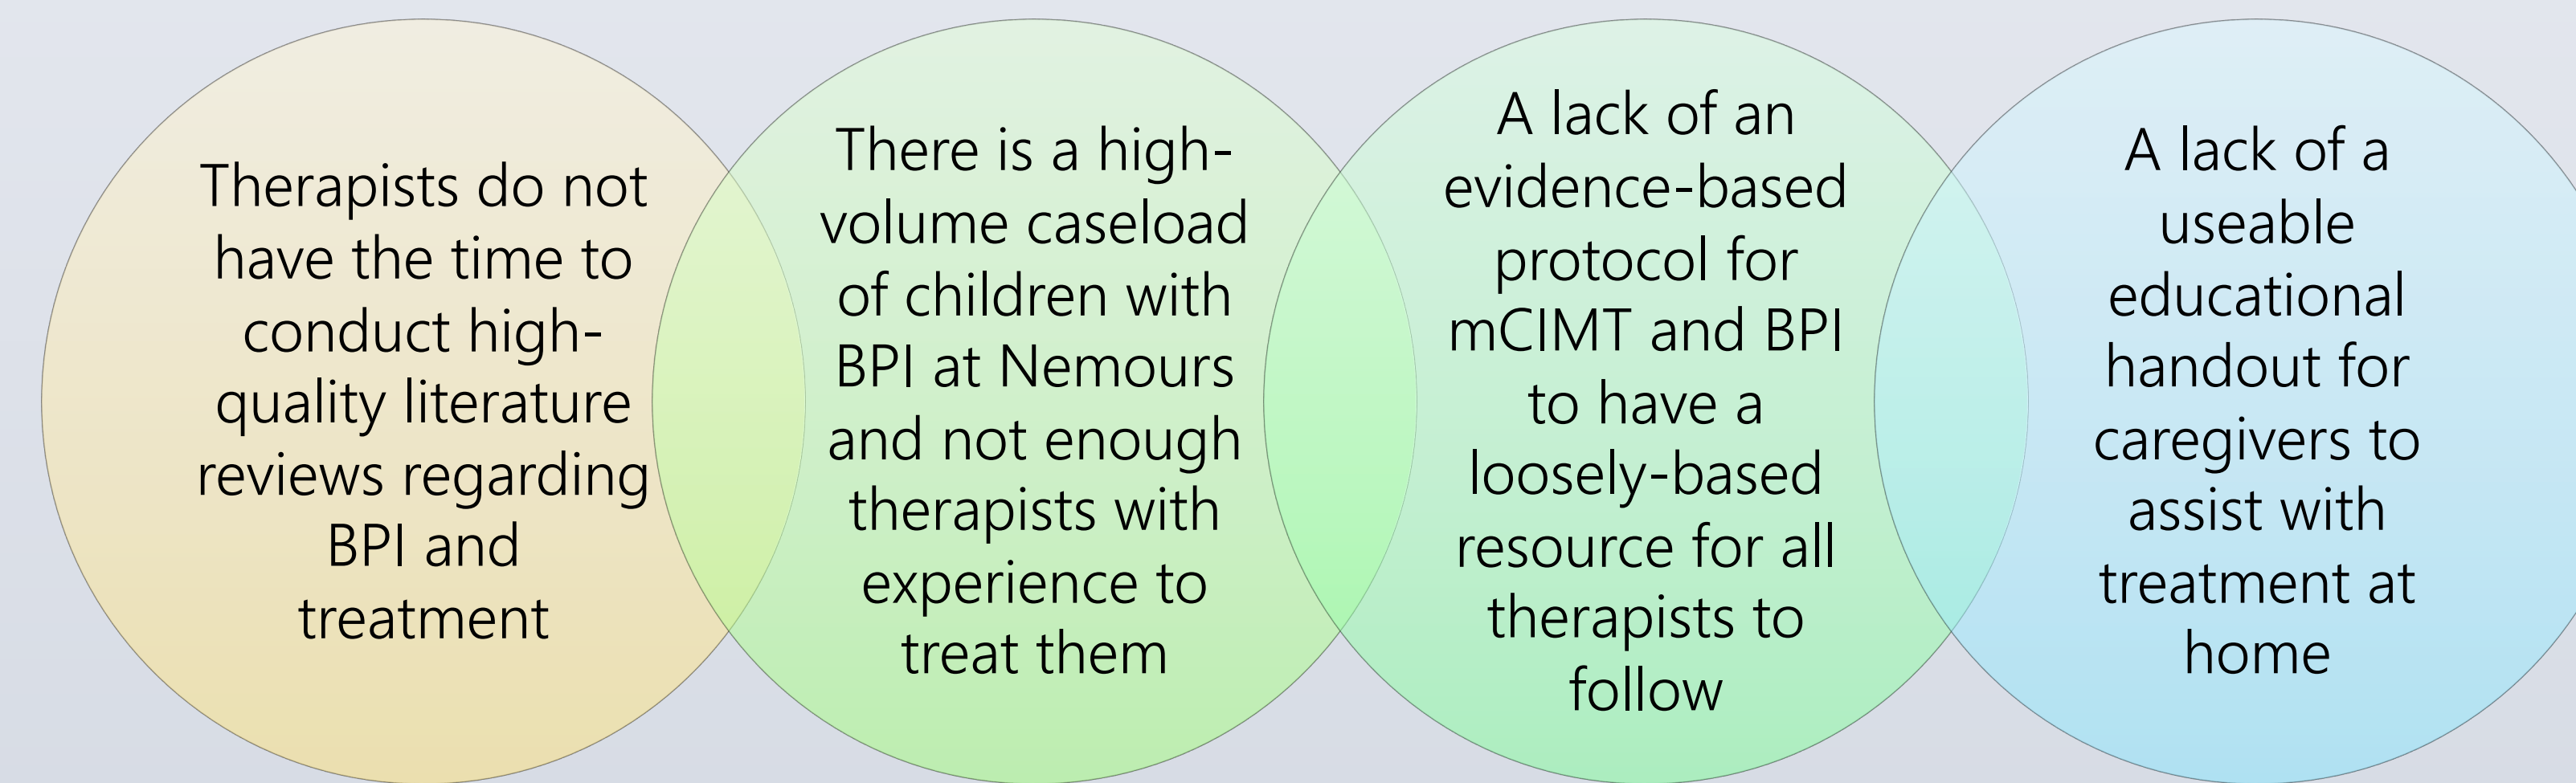 Therapists do not
have the time to
conduct high-
quality literature
reviews regarding
BPI and
treatment
There is a high-
volume caseload
of children with
BPI at Nemours
and not enough
therapists with
experience to
treat them
A lack of an
evidence-based
protocol for
mCIMT and BPI
to have a
loosely-based
resource for all
therapists to
follow
A lack of a
useable
educational
handout for
caregivers to
assist with
treatment at
home